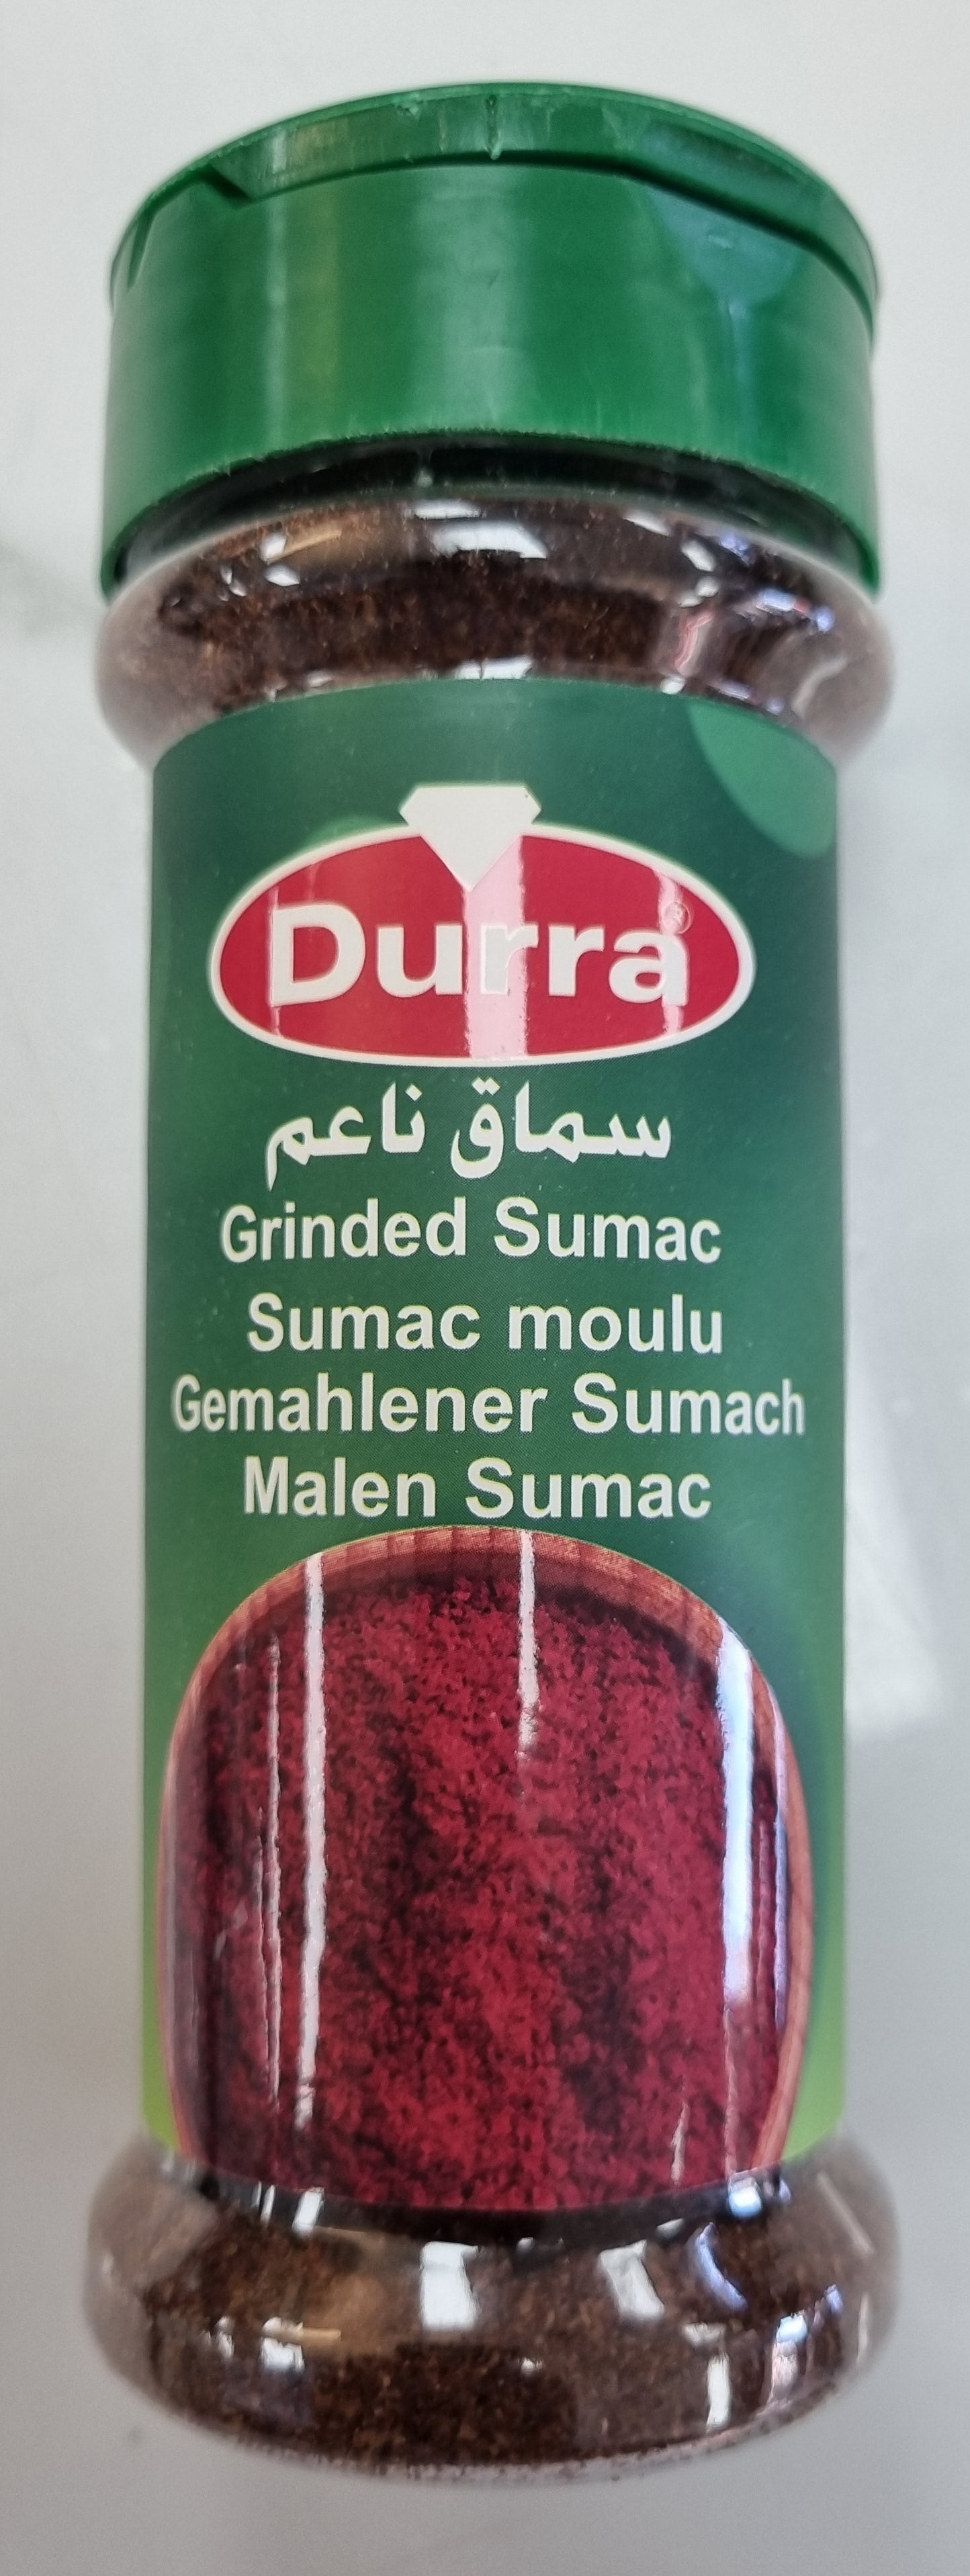 Durra®
سماق ناعم
Grinded Sumac
Sumac moulu
Gemahlener Sumach
Malen Sumac